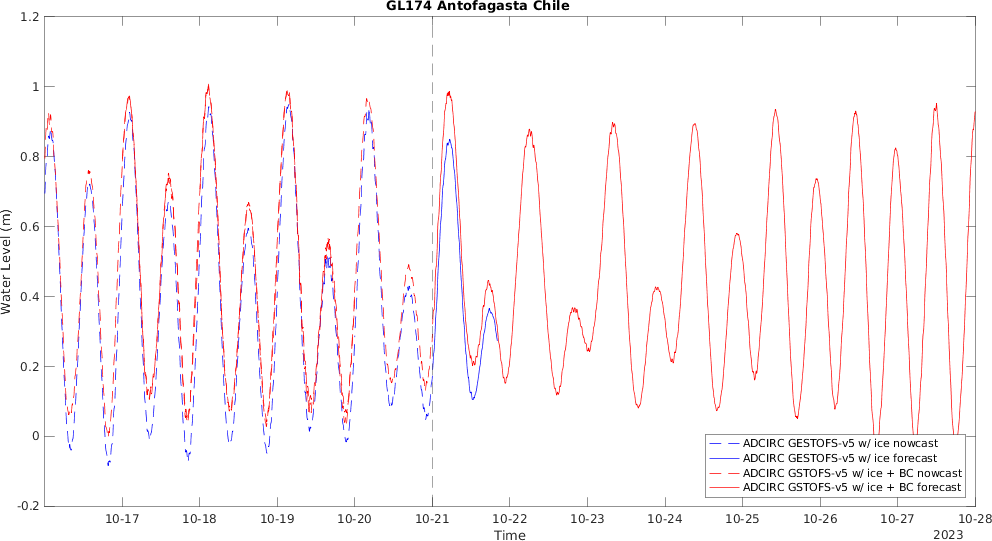 GL174 Antofagasta Chile
1.2
1
0.8
0.6
0.4
0.2
0
-0.2
Water Level (m)
ADCIRC GESTOFS-v5 w/ ice nowcast
ADCIRC GESTOFS-v5 w/ ice forecast
ADCIRC GSTOFS-v5 w/ ice + BC nowcast
ADCIRC GSTOFS-v5 w/ ice + BC forecast
10-17 10-18 10-19 10-20 10-21 10-22 10-23 10-24 10-25 10-26 10-27 10-28
Time
2023